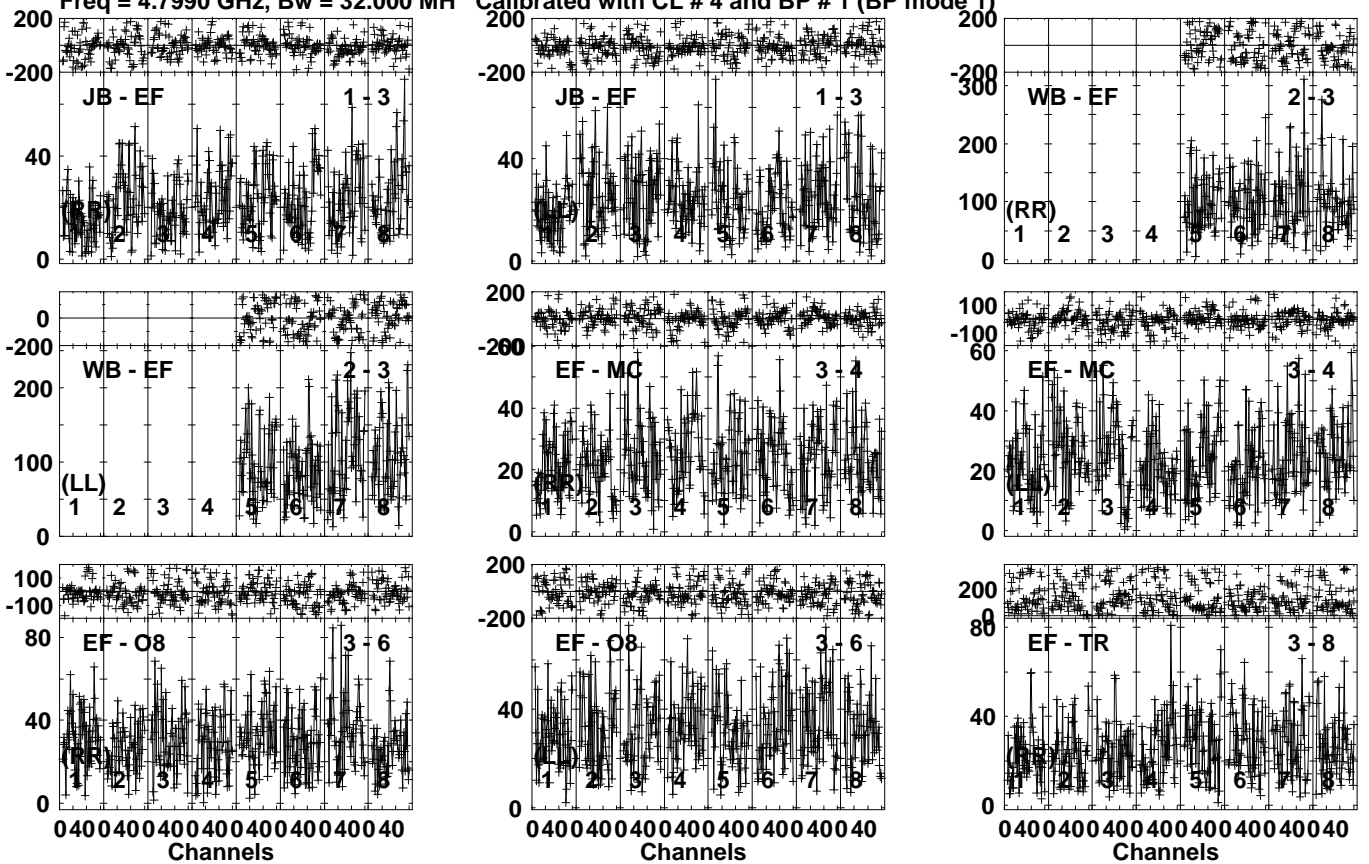 Freq = 4.7990 GHz, Bw = 32.000 MH Calibrated with CL # 4 and BP # 1 (BP mode 1)
200
-200
JB - EF 1 - 3
40
(RR)
1 2 3 4 5 6 7 8
0
200
-200
JB - EF 1 - 3
40
(LL)
1 2 3 4 5 6 7 8
0
200
-200
300
WB - EF 2 - 3
200
100
(RR)
1 2 3 4 5 6 7 8
0
0
-200
WB - EF 2 - 3
200
100
(LL)
1 2 3 4 5 6 7 8
0
200
-200
60
EF - MC 3 - 4
40
20
(RR)
1 2 3 4 5 6 7 8
0
100
-100
60
EF - MC 3 - 4
40
20
(LL)
1 2 3 4 5 6 7 8
0
100
-100
80
EF - O8 3 - 6
40
(RR)
1 2 3 4 5 6 7 8
0
0 40 0 40 0 40 0 40 0 40 0 40 0 40 0 40
Channels
200
-200
EF - O8 3 - 6
40
(LL)
1 2 3 4 5 6 7 8
0
0 40 0 40 0 40 0 40 0 40 0 40 0 40 0 40
Channels
200
0
80
EF - TR 3 - 8
40
(RR)
1 2 3 4 5 6 7 8
0
0 40 0 40 0 40 0 40 0 40 0 40 0 40 0 40
Channels